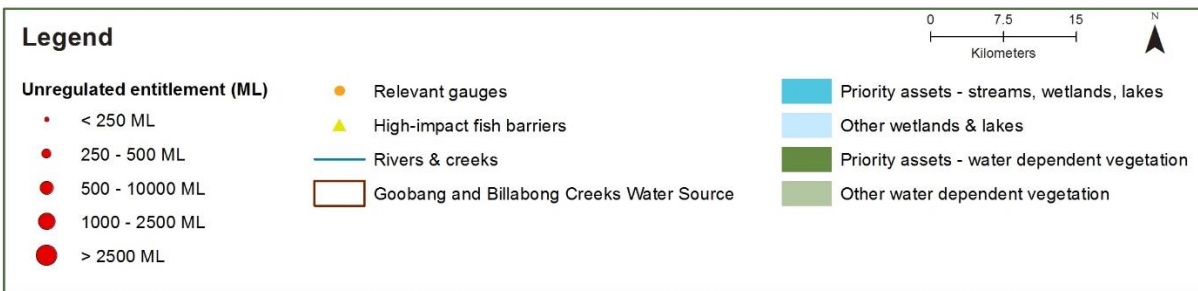 Legend
0 7.5 15
Kilometers
N
Unregulated entitlement (ML)
< 250 ML
250 - 500 ML
500 - 10000 ML
1000 - 2500 ML
> 2500 ML
Relevant gauges
High-impact fish barriers
Rivers & creeks
Goobang and Billabong Creeks Water Source
Priority assets - streams, wetlands, lakes
Other wetlands & lakes
Priority assets - water dependent vegetation
Other water dependent vegetation